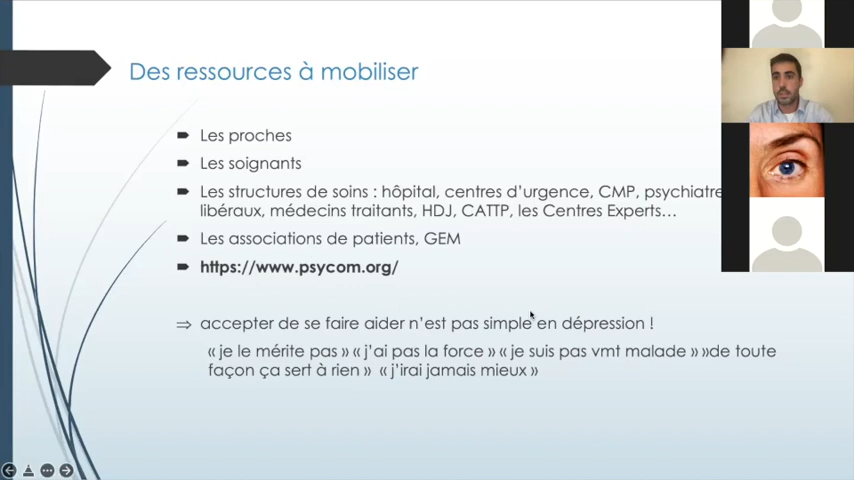 Des ressources à mobiliser
Les proches
Les soignants
Les structures de soins : hôpital, centres d’urgence, CMP, psychiatre
libéraux, médecins traitants, HDJ, CATTP, les Centres Experts…
Les associations de patients, GEM
https://www.psycom.org/
⇒ accepter de se faire aider n’est pas simple en dépression !
« je le mérite pas » « j’ai pas la force » « je suis pas vmt malade » »de toute
façon ça sert à rien » « j’irai jamais mieux »